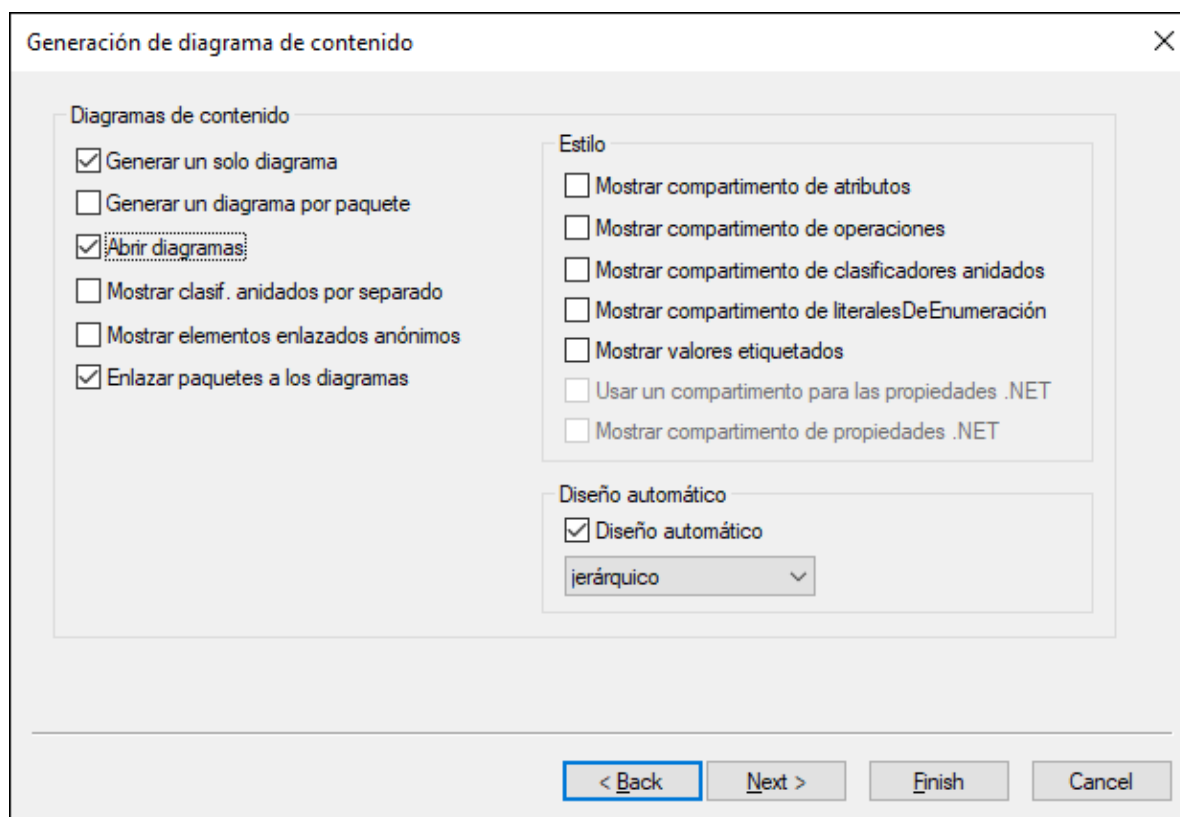 Generación de diagrama de contenido
Diagramas de contenido
Generar un solo diagrama
Generar un diagrama por paquete
Abrir diagramas
Mostrar clasif. anidados por separado
Mostrar elementos enlazados anónimos
Enlazar paquetes a los diagramas
Estilo
Mostrar compartimento de atributos
Mostrar compartimento de operaciones
Mostrar compartimento de clasificadores anidados
Mostrar compartimento de literalesDeEnumeración
Mostrar valores etiquetados
Usar un compartimento para las propiedades .NET
Mostrar compartimento de propiedades .NET
Diseño automático
Diseño automático
jerárquico
< Back Next > Finish Cancel